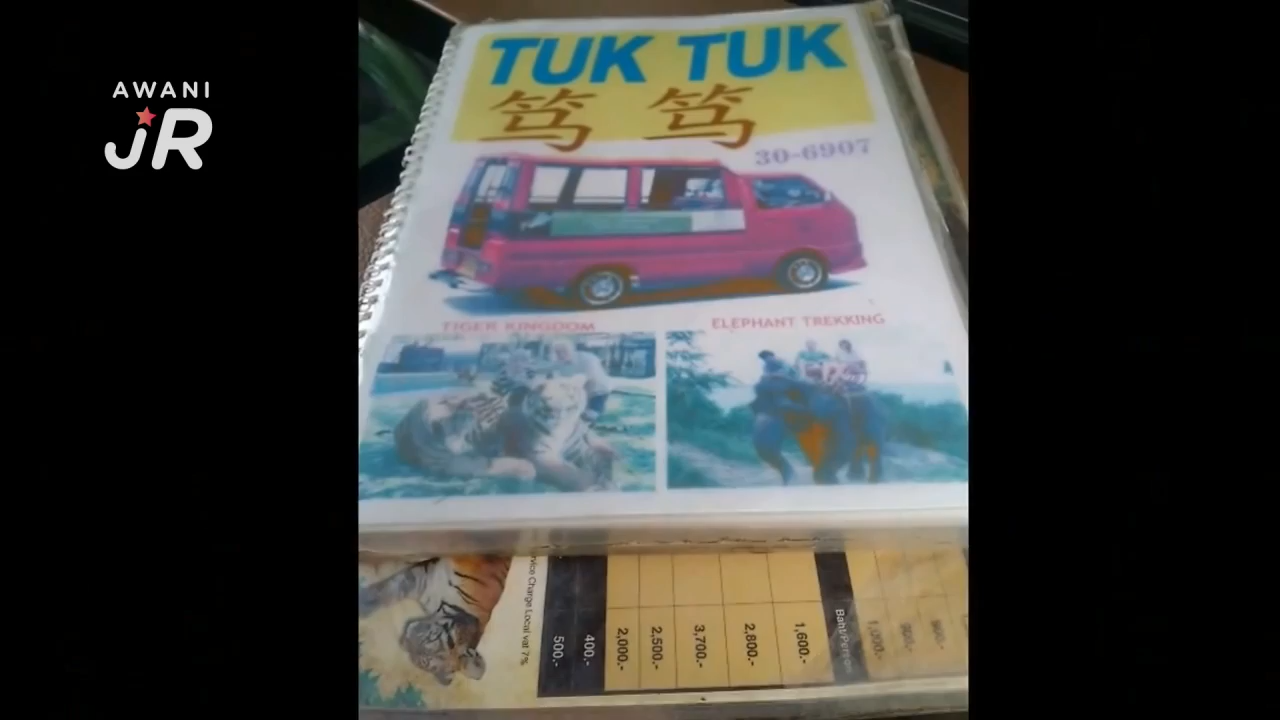 AWANI
jR
TUK TUK
笃 笃
30-6907
TIGER KINGDOM
ELEPHANT TREKKING
Service Charge Local vat 7%
500.-
400.-
2,000.-
2,500.-
3,700.-
2,800.-
1,600.-
Baht/Person
1,000.-
900.-